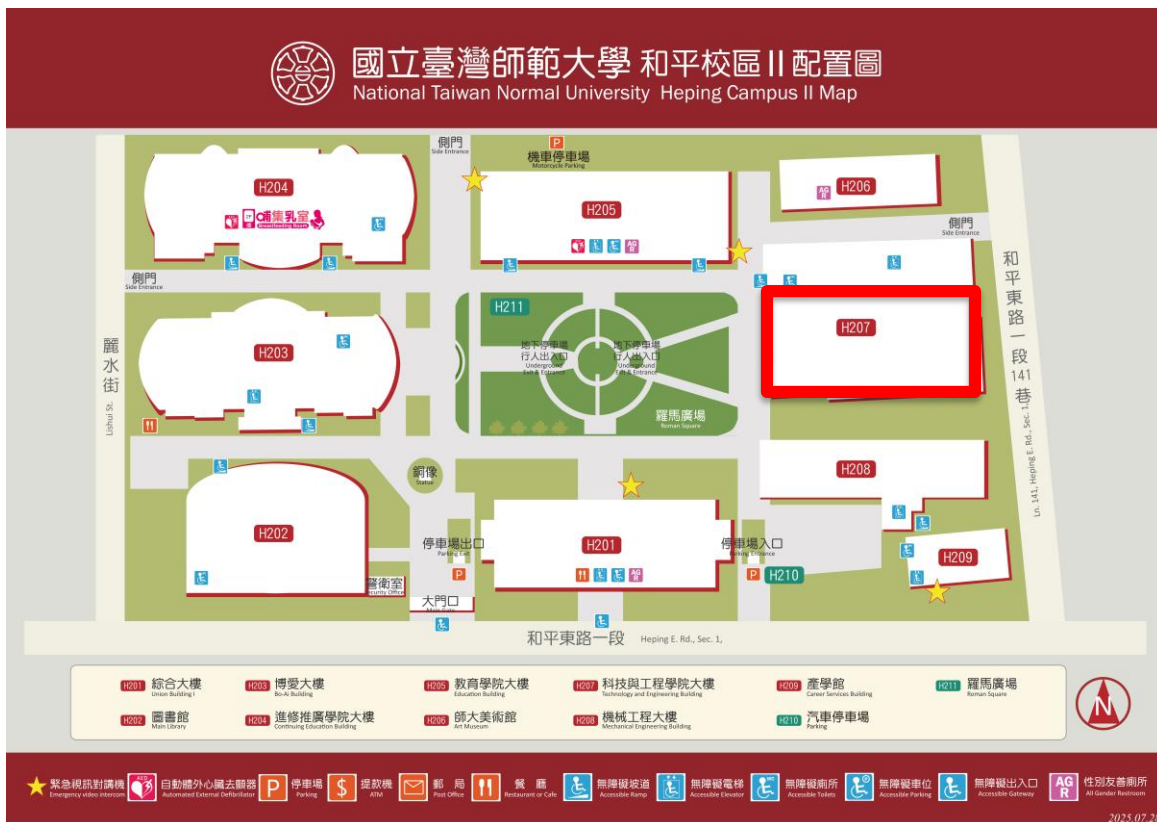 國立臺灣師範大學 和平校區 II 配置圖
National Taiwan Normal University Heping Campus II Map
側門
Side Entrance
P
機車停車場
Motorcycle Parking
H204
哺集乳室
Breastfeeding Room
H205
AG
R
AG
R
H206
側門
Side Entrance
側門
Side Entrance
和平東路一段141巷
Ln. 141, Heping E. Rd., Sec. 1,
麗水街
Lishui St.
H203
H211
地下停車場
行人出入口
Underground
Exit & Entrance
地下停車場
行人出入口
Underground
Exit & Entrance
羅馬廣場
Roman Square
H207
銅像
Statue
H208
H202
停車場出口
Parking Exit
P
H201
AG
R
停車場入口
Parking Entrance
P
H210
H209
警衛室
Security Office
大門口
Main Gate
和平東路一段 Heping E. Rd., Sec. 1,
H201 綜合大樓
Union Building I
H203 博愛大樓
Bo-Ai Building
H205 教育學院大樓
Education Building
H207 科技與工程學院大樓
Technology and Engineering Building
H209 產學館
Career Services Building
H211 羅馬廣場
Roman Square
H202 圖書館
Main Library
H204 進修推廣學院大樓
Continuing Education Building
H206 師大美術館
Art Museum
H208 機械工程大樓
Mechanical Engineering Building
H210 汽車停車場
Parking
N
緊急視訊對講機
Emergency video intercom
AED
自動體外心臟去顫器
Automated External Defibrillator
P
停車場
Parking
$
提款機
ATM
郵局
Post Office
餐廳
Restaurant or Cafe
無障礙坡道
Accessible Ramp
無障礙電梯
Accessible Elevator
WC
無障礙廁所
Accessible Toilets
P
無障礙車位
Accessible Parking
無障礙出入口
Accessible Gateway
AG
R
性別友善廁所
All Gender Restroom